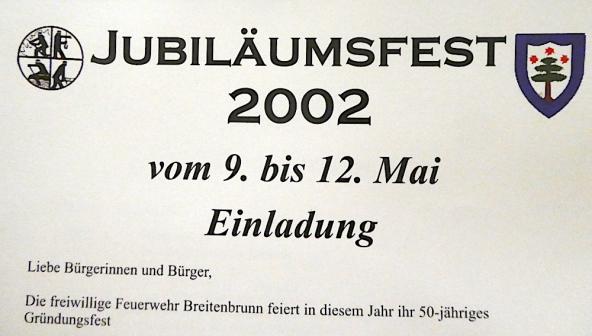 JUBILÄUMSFEST
2002
vom 9. bis 12. Mai
Einladung
Liebe Bürgerinnen und Bürger,
Die freiwillige Feuerwehr Breitenbrunn feiert in diesem Jahr ihr 50-jähriges
Gründungsfest